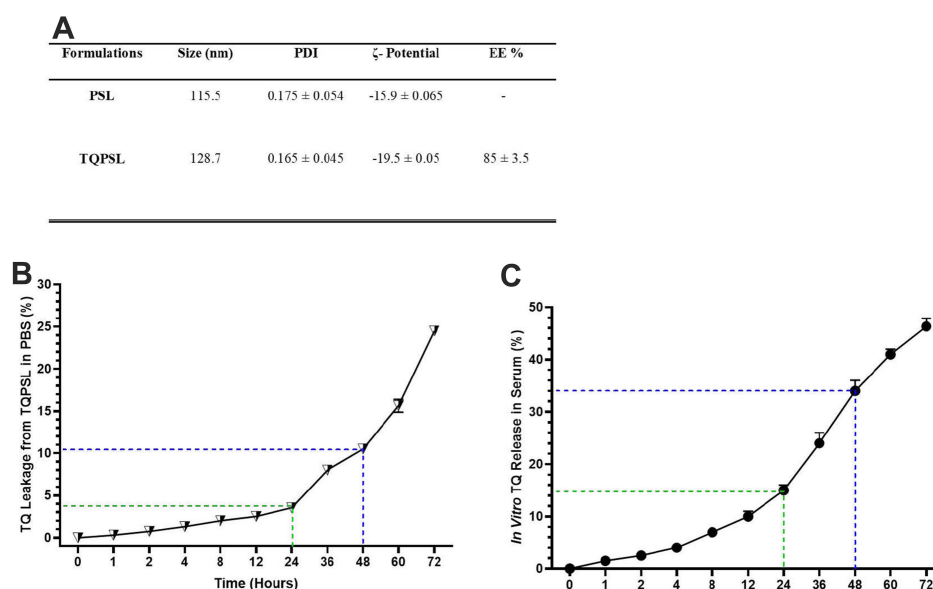 A
Formulations Size (nm) PDI ζ- Potential EE %
PSL 115.5 0.175 ± 0.054 -15.9 ± 0.065 -
TQPSL 128.7 0.165 ± 0.045 -19.5 ± 0.05 85 ± 3.5
B
TQ Leakage from TQPSL in PBS (%)
30
25
20
15
10
5
0
0 1 2 4 8 12 24 36 48 60 72
Time (Hours)
C
In Vitro TQ Release in Serum (%)
50
40
30
20
10
0
0 1 2 4 8 12 24 36 48 60 72